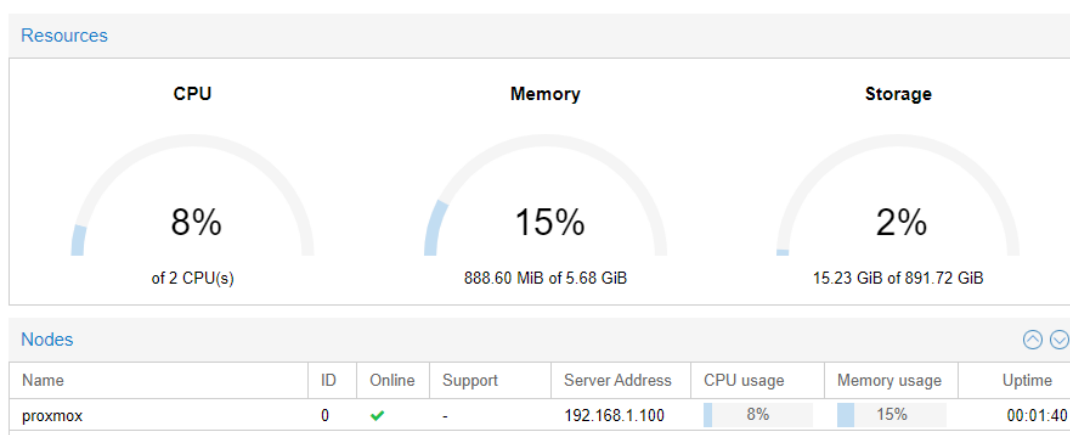 Resources
CPU Memory Storage
8% 15% 2%
of 2 CPU(s) 888.60 MiB of 5.68 GiB 15.23 GiB of 891.72 GiB
Nodes
Name ID Online Support Server Address CPU usage Memory usage Uptime
proxmox 0 - 192.168.1.100 8% 15% 00:01:40